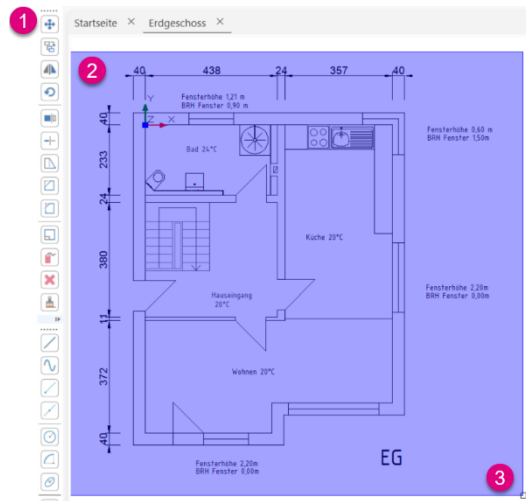 1
Startseite ×
Erdgeschoss ×
2
40
438
24
357
40
Fensterhöhe 1,21 m
BRH Fenster 0,90 m
Y
Z
X
40
Fensterhöhe 0,60 m
BRH Fenster 1,50m
Bad 24°C
233
24
Küche 20°C
380
Hauseingang
20°C
Fensterhöhe 2,20m
BRH Fenster 0,00m
11
Wohnen 20°C
372
40
Fensterhöhe 2,20m
BRH Fenster 0,00m
EG
3